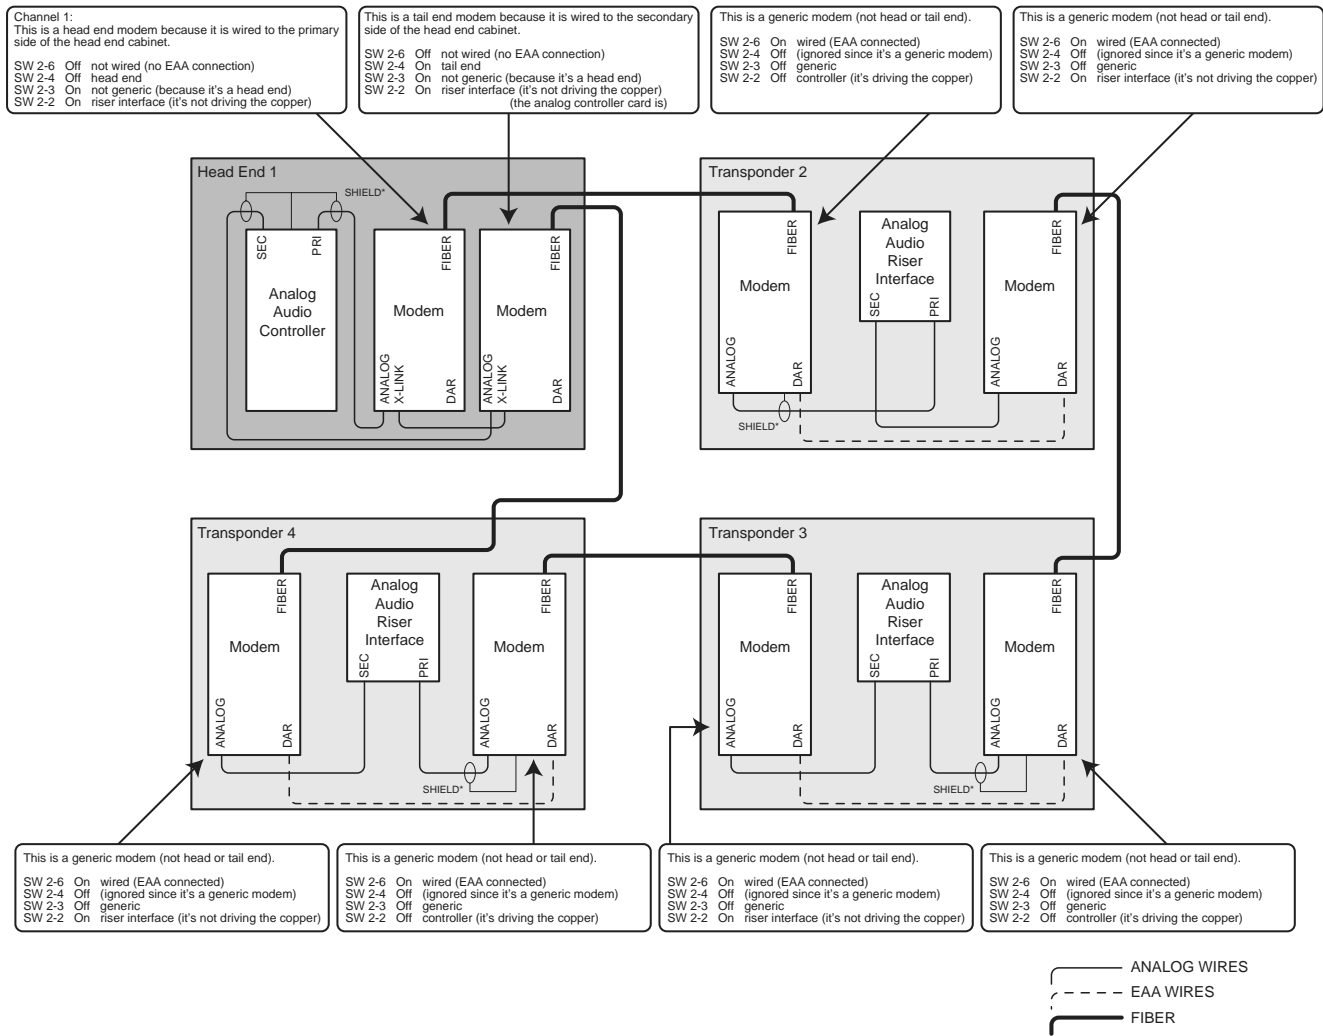 Channel 1:
This is a head end modem because it is wired to the primary
side of the head end cabinet.
SW 2-6 Off not wired (no EAA connection)
SW 2-4 Off head end
SW 2-3 On not generic (because it's a head end)
SW 2-2 On riser interface (it's not driving the copper)
This is a tail end modem because it is wired to the secondary
side of the head end cabinet.
SW 2-6 Off not wired (no EAA connection)
SW 2-4 On tail end
SW 2-3 On not generic (because it's a head end)
SW 2-2 On riser interface (it's not driving the copper)
(the analog controller card is)
This is a generic modem (not head or tail end).
SW 2-6 On wired (EAA connected)
SW 2-4 Off (ignored since it's a generic modem)
SW 2-3 Off generic
SW 2-2 Off controller (it's driving the copper)
This is a generic modem (not head or tail end).
SW 2-6 On wired (EAA connected)
SW 2-4 Off (ignored since it's a generic modem)
SW 2-3 Off generic
SW 2-2 On riser interface (it's not driving the copper)
Head End 1
SHIELD*
SEC
PRI
Analog
Audio
Controller
FIBER
Modem
ANALOG
X-LINK
DAR
FIBER
Modem
ANALOG
X-LINK
DAR
Transponder 2
FIBER
Modem
ANALOG
DAR
SHIELD*
Analog
Audio
Riser
Interface
SEC
PRI
FIBER
Modem
ANALOG
DAR
Transponder 4
FIBER
Modem
ANALOG
DAR
Analog
Audio
Riser
Interface
SEC
PRI
FIBER
Modem
ANALOG
DAR
SHIELD*
Transponder 3
FIBER
Modem
ANALOG
DAR
Analog
Audio
Riser
Interface
SEC
PRI
FIBER
Modem
ANALOG
DAR
SHIELD*
This is a generic modem (not head or tail end).
SW 2-6 On wired (EAA connected)
SW 2-4 Off (ignored since it's a generic modem)
SW 2-3 Off generic
SW 2-2 On riser interface (it's not driving the copper)
This is a generic modem (not head or tail end).
SW 2-6 On wired (EAA connected)
SW 2-4 Off (ignored since it's a generic modem)
SW 2-3 Off generic
SW 2-2 Off controller (it's driving the copper)
This is a generic modem (not head or tail end).
SW 2-6 On wired (EAA connected)
SW 2-4 Off (ignored since it's a generic modem)
SW 2-3 Off generic
SW 2-2 On riser interface (it's not driving the copper)
This is a generic modem (not head or tail end).
SW 2-6 On wired (EAA connected)
SW 2-4 Off (ignored since it's a generic modem)
SW 2-3 Off generic
SW 2-2 Off controller (it's driving the copper)
ANALOG WIRES
EAA WIRES
FIBER